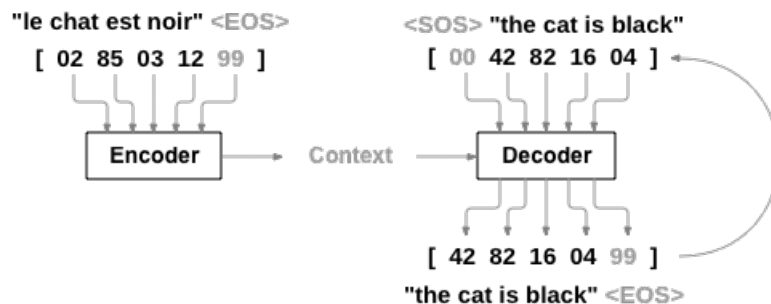 "le chat est noir" <EOS>
[ 02 85 03 12 99 ]
Encoder
Context
<SOS> "the cat is black"
[ 00 42 82 16 04 ]
Decoder
[ 42 82 16 04 99 ]
"the cat is black" <EOS>